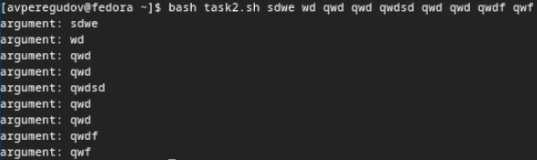 [avperegudov@fedora ~]$ bash task2.sh sdwe wd qwd qwd qwdsd qwd qwd qwdf qwf
argument: sdwe
argument: wd
argument: qwd
argument: qwd
argument: qwdsd
argument: qwd
argument: qwd
argument: qwdf
argument: qwf